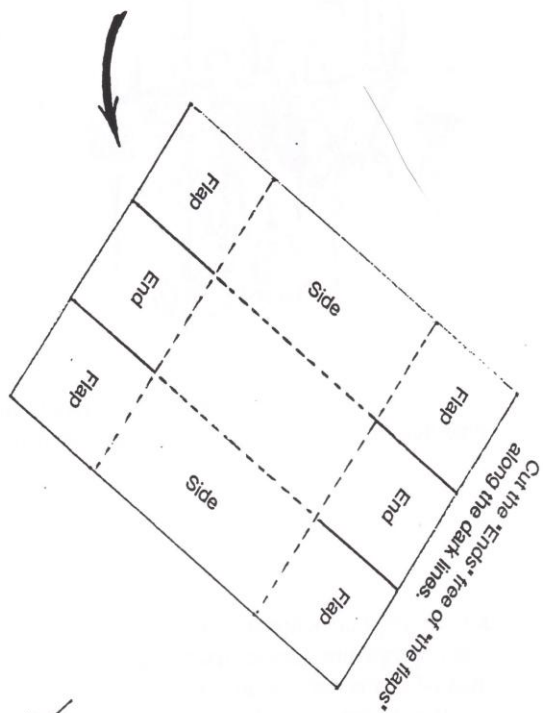 Cut the "Ends" free of "the flaps"
along the dark lines.
Flap
Side
Flap
End
End
Flap
Side
Flap